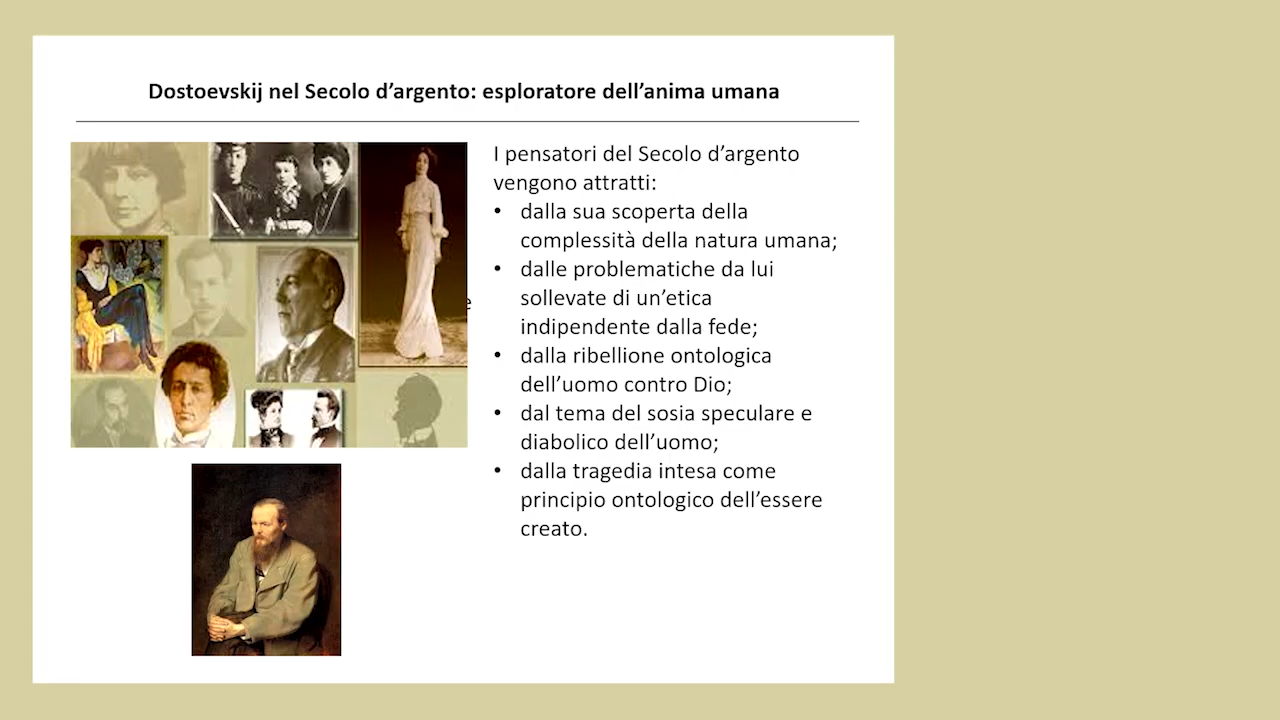 Dostoevskij nel Secolo d’argento: esploratore dell’anima umana
I pensatori del Secolo d’argento
vengono attratti:
• dalla sua scoperta della
complessità della natura umana;
• dalle problematiche da lui
sollevate di un’etica
indipendente dalla fede;
• dalla ribellione ontologica
dell’uomo contro Dio;
• dal tema del sosia speculare e
diabolico dell’uomo;
• dalla tragedia intesa come
principio ontologico dell’essere
creato.